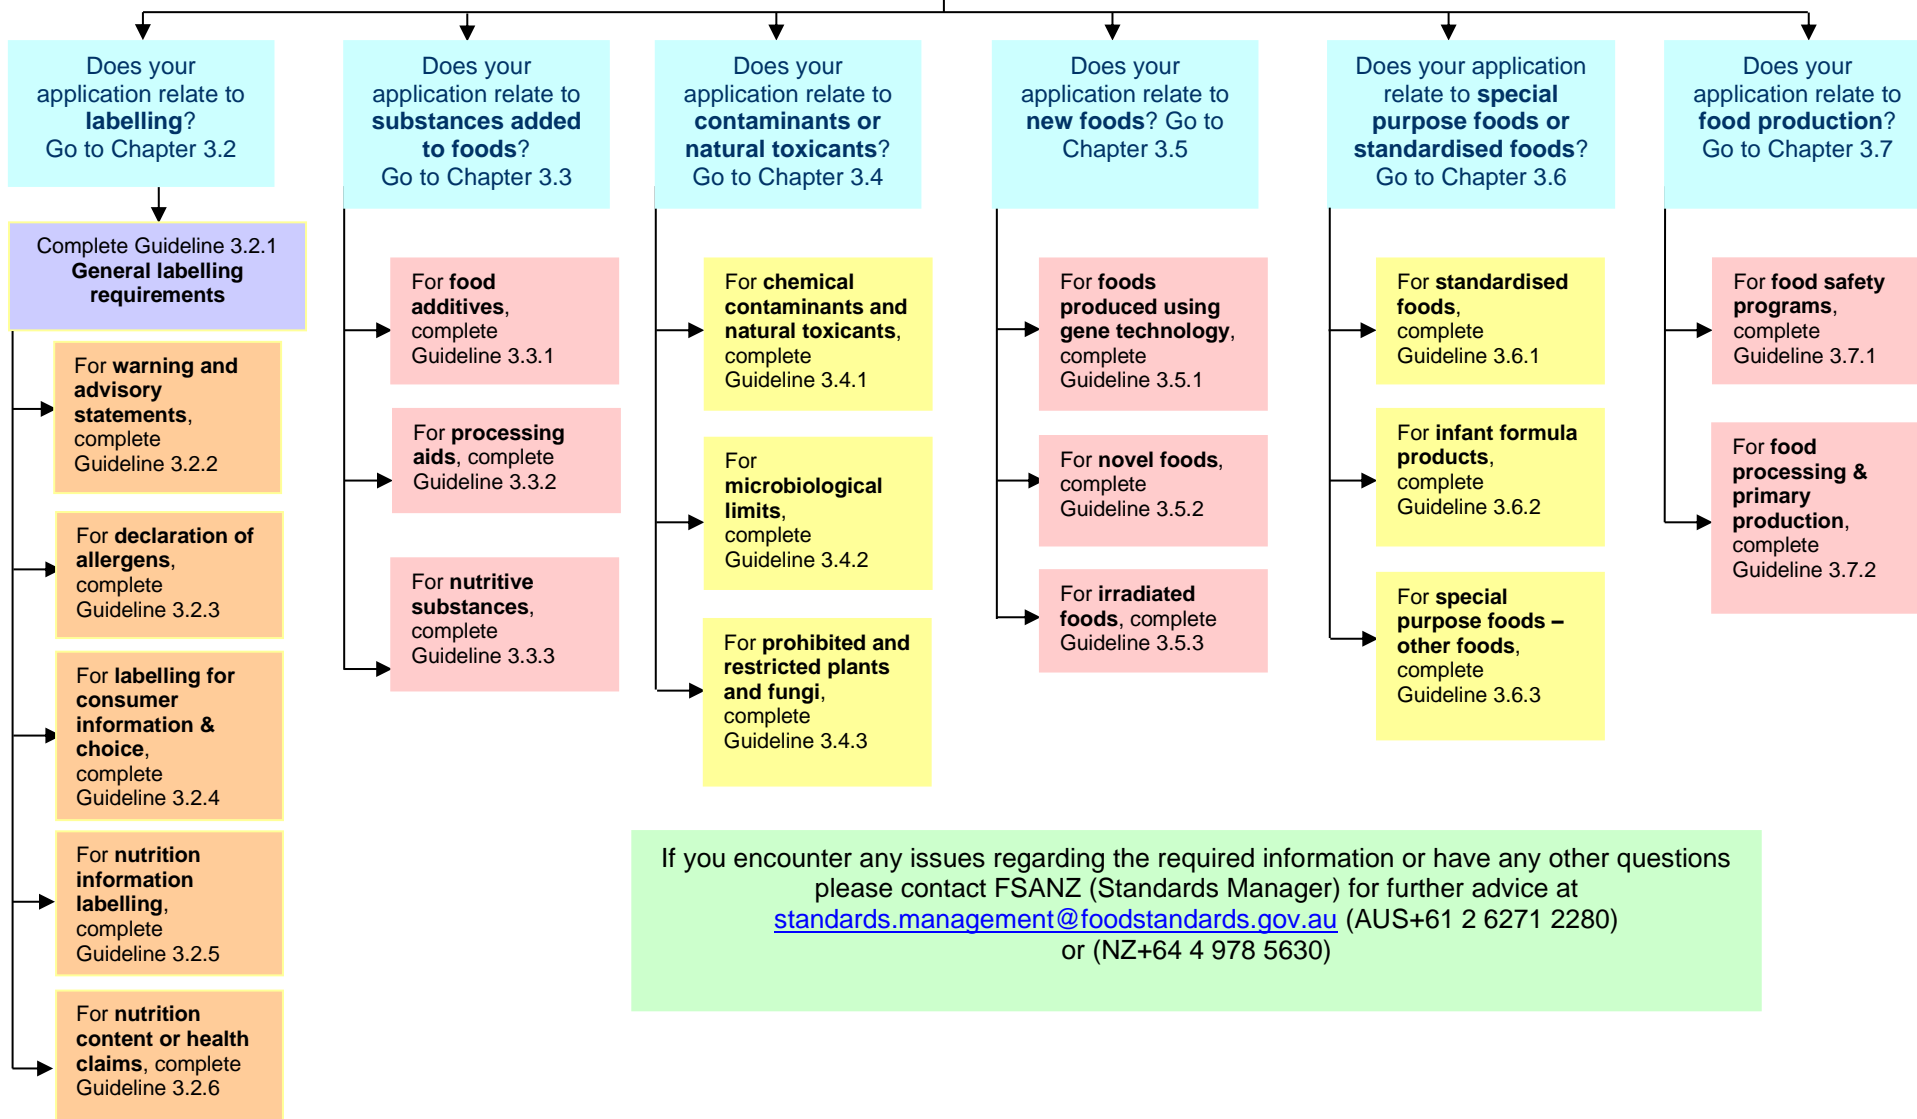 Does your
application relate to
labelling?
Go to Chapter 3.2
Does your
application relate to
substances added
to foods?
Go to Chapter 3.3
Does your
application relate to
contaminants or
natural toxicants?
Go to Chapter 3.4
Does your
application relate to
new foods? Go to
Chapter 3.5
Does your application
relate to special
purpose foods or
standardised foods?
Go to Chapter 3.6
Does your
application relate to
food production?
Go to Chapter 3.7
Complete Guideline 3.2.1
General labelling
requirements
For warning and
advisory
statements,
complete
Guideline 3.2.2
For declaration of
allergens,
complete
Guideline 3.2.3
For labelling for
consumer
information &
choice,
complete
Guideline 3.2.4
For nutrition
information
labelling,
complete
Guideline 3.2.5
For nutrition
content or health
claims, complete
Guideline 3.2.6
For food
additives,
complete
Guideline 3.3.1
For processing
aids, complete
Guideline 3.3.2
For nutritive
substances,
complete
Guideline 3.3.3
For chemical
contaminants and
natural toxicants,
complete
Guideline 3.4.1
For
microbiological
limits,
complete
Guideline 3.4.2
For prohibited and
restricted plants
and fungi,
complete
Guideline 3.4.3
For foods
produced using
gene technology,
complete
Guideline 3.5.1
For novel foods,
complete
Guideline 3.5.2
For irradiated
foods, complete
Guideline 3.5.3
For standardised
foods,
complete
Guideline 3.6.1
For infant formula
products,
complete
Guideline 3.6.2
For special
purpose foods –
other foods,
complete
Guideline 3.6.3
For food safety
programs,
complete
Guideline 3.7.1
For food
processing &
primary
production,
complete
Guideline 3.7.2
If you encounter any issues regarding the required information or have any other questions
please contact FSANZ (Standards Manager) for further advice at
standards.management@foodstandards.gov.au (AUS+61 2 6271 2280)
or (NZ+64 4 978 5630)